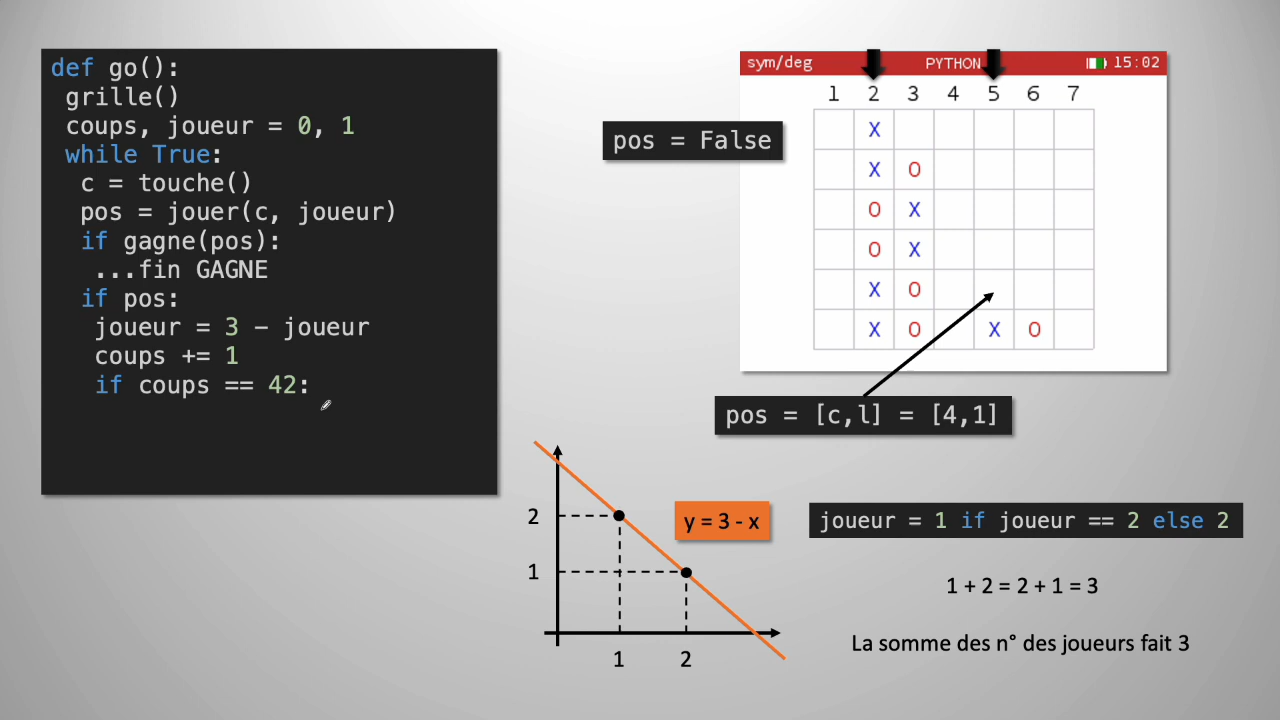 def go():
grille()
coups, joueur = 0, 1
while True:
c = touche()
pos = jouer(c, joueur)
if gagne(pos):
...fin GAGNE
if pos:
joueur = 3 - joueur
coups += 1
if coups == 42:
pos = False
sym/deg PYTHON 15:02
1 2 3 4 5 6 7
X
X O
O X
O X
X O
X O X O
pos = [c,l] = [4,1]
2
1
1 2
y = 3 - x
joueur = 1 if joueur == 2 else 2
1 + 2 = 2 + 1 = 3
La somme des n° des joueurs fait 3